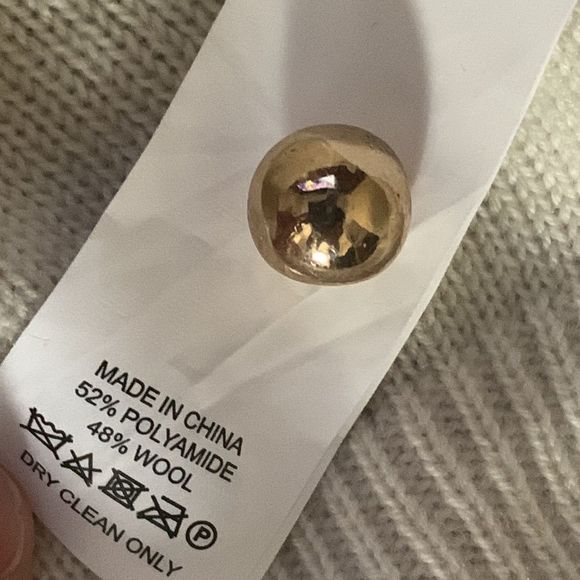 MADE IN CHINA
52% POLYAMIDE
48% WOOL
P
DRY CLEAN ONLY